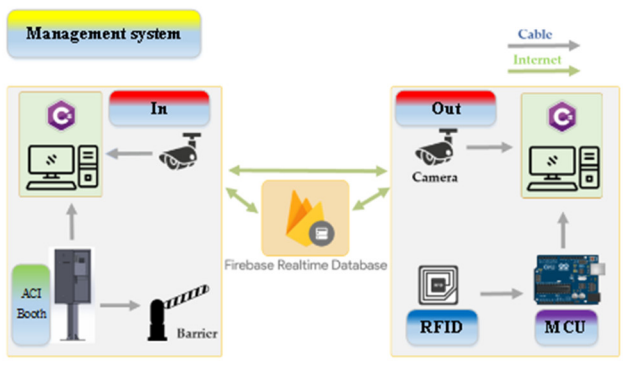 Management system
Cable
Internet
In
Out
Camera
Firebase Realtime Database
ACI
Booth
Barrier
RFID
MCU